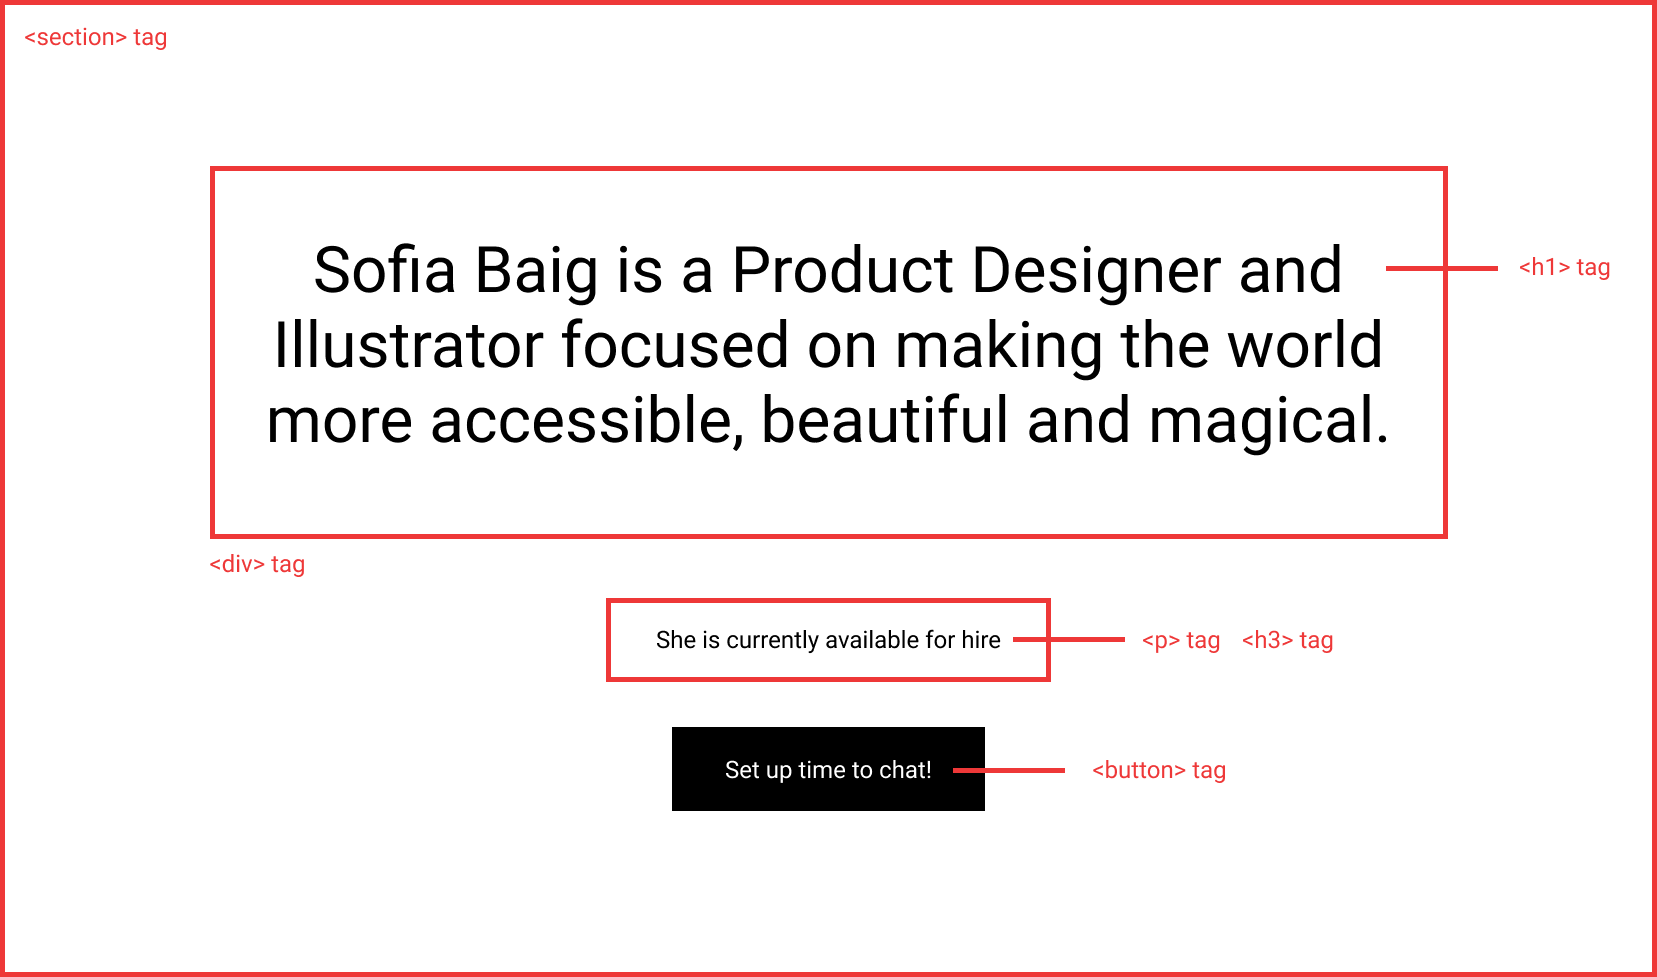 <section> tag
Sofia Baig is a Product Designer and
<h1> tag
Illustrator focused on making the world
more accessible, beautiful and magical.
<div> tag
She is currently available for hire
<p> tag <h3> tag
Set up time to chat!
<button> tag